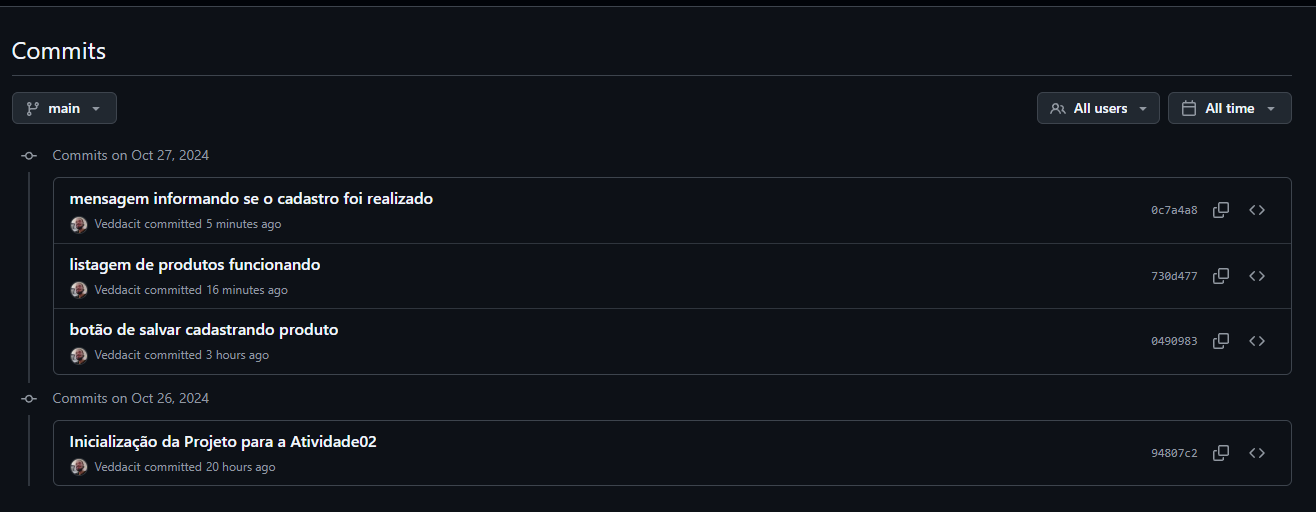 Commits
main
All users
All time
Commits on Oct 27, 2024
mensagem informando se o cadastro foi realizado
Veddacit committed 5 minutes ago
0c7a4a8
listagem de produtos funcionando
Veddacit committed 16 minutes ago
730d477
botão de salvar cadastrando produto
Veddacit committed 3 hours ago
0490983
Commits on Oct 26, 2024
Inicialização da Projeto para a Atividade02
Veddacit committed 20 hours ago
94807c2